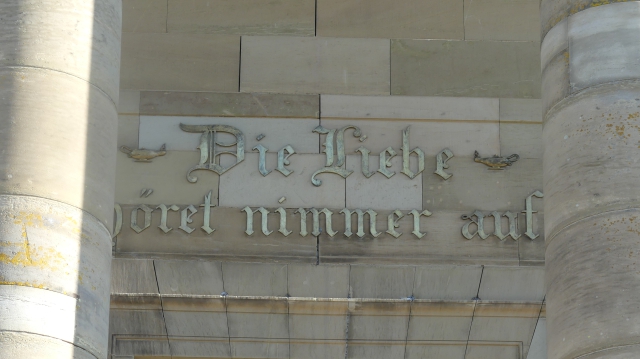 Die Liebe
höret nimmer auf